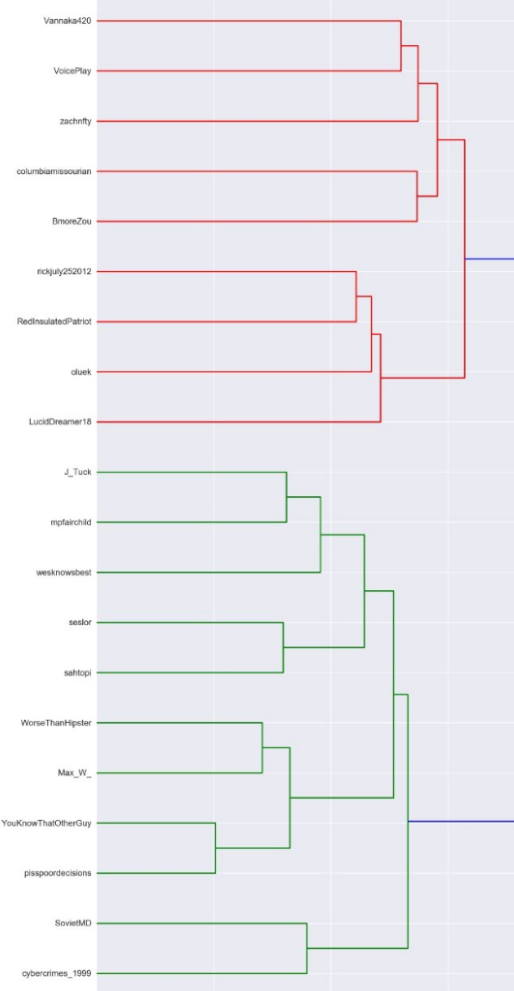 Vannaka420
VoicePlay
zachnfty
columbiamissourian
BmoreZou
rickjuly252012
RedInsulatedPatriot
cluek
LucidDreamer18
J_Tuck
mpfairchild
wesknowsbest
seslor
sahtopi
WorseThanHipster
Max_W_
YouKnowThatOtherGuy
pisspoordecisions
SovietMD
cybercrimes_1999